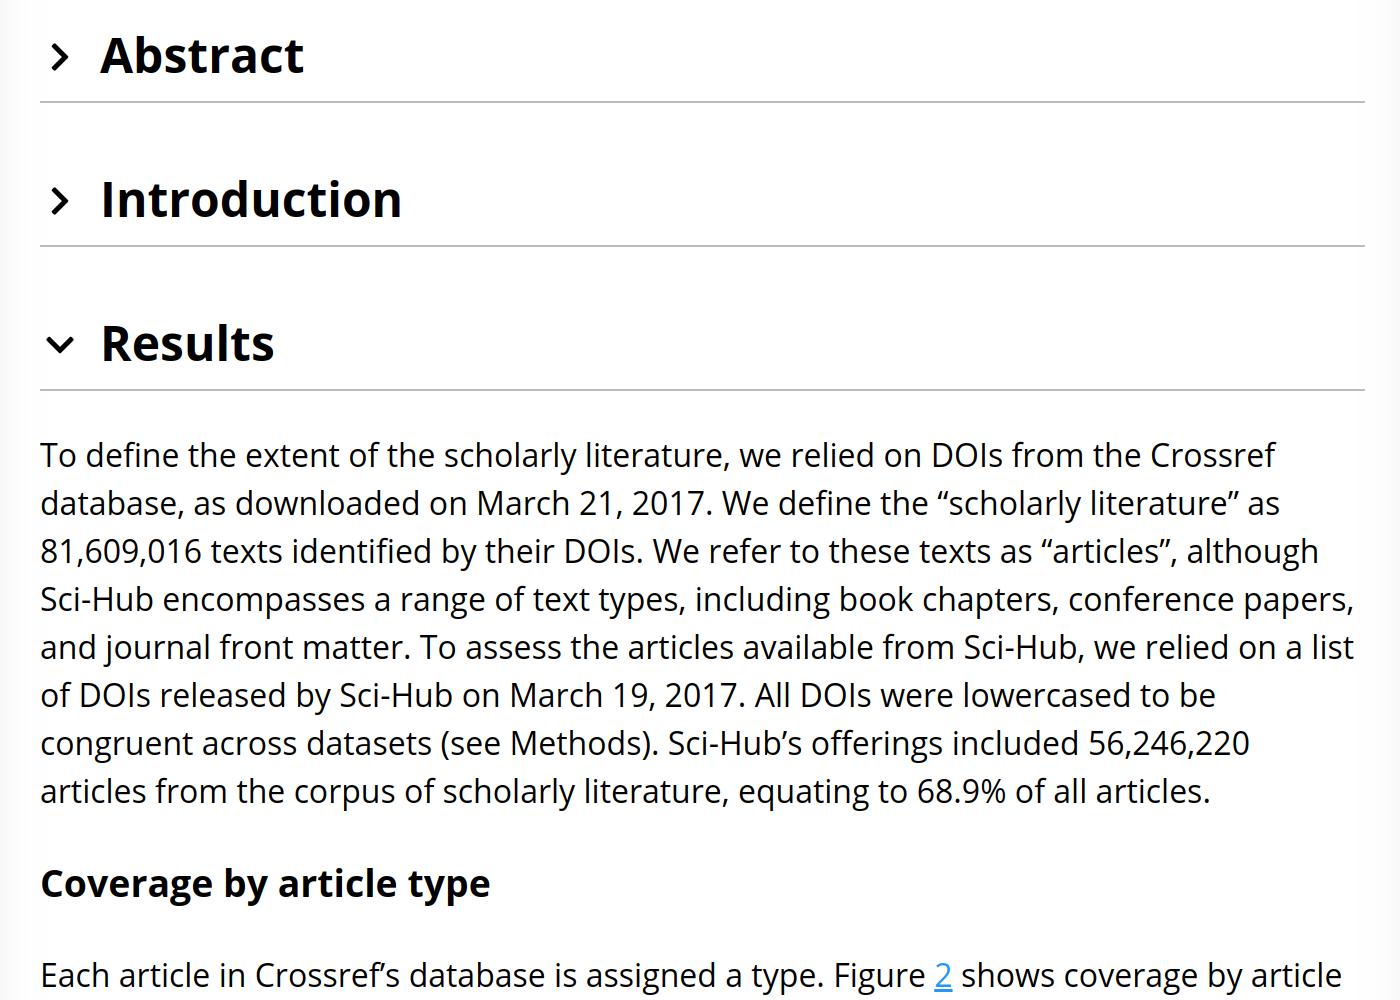 Abstract
Introduction
Results
To define the extent of the scholarly literature, we relied on DOIs from the Crossref
database, as downloaded on March 21, 2017. We define the “scholarly literature” as
81,609,016 texts identified by their DOIs. We refer to these texts as “articles”, although
Sci-Hub encompasses a range of text types, including book chapters, conference papers,
and journal front matter. To assess the articles available from Sci-Hub, we relied on a list
of DOIs released by Sci-Hub on March 19, 2017. All DOIs were lowercased to be
congruent across datasets (see Methods). Sci-Hub’s offerings included 56,246,220
articles from the corpus of scholarly literature, equating to 68.9% of all articles.
Coverage by article type
Each article in Crossref’s database is assigned a type. Figure 2 shows coverage by article